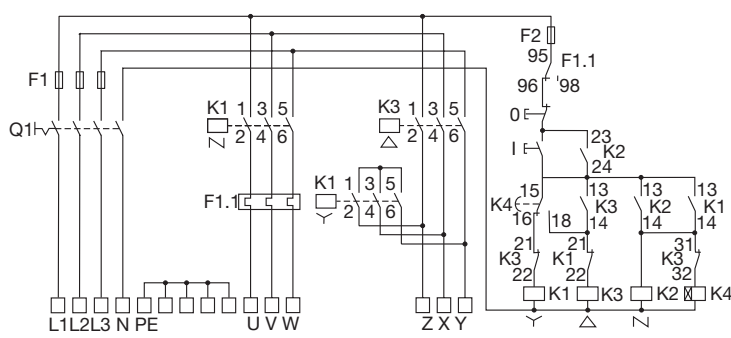 F2
95
F1.1
96 98
F1
K1 1 3 5
2 4 6
K3 1 3 5
2 4 6
Q1
0
I
23
K2
24
F1.1
K1 1 3 5
2 4 6
K4 15
16 18
13
K3
14
13
K2
14
13
K1
14
21
K3
22
21
K1
22
31
K3
32
K1 K3 K2 K4
L1 L2 L3 N PE U V W Z X Y